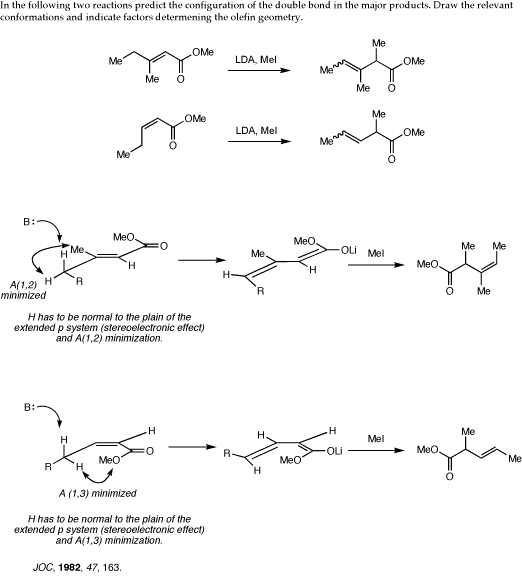 In the following two reactions predict the configuration of the double bond in the major products. Draw the relevant
conformations and indicate factors determening the olefin geometry.
Me
Me
OMe
O
LDA, MeI
Me
Me
Me
OMe
O
Me
OMe
O
LDA, MeI
Me
Me
OMe
O
B:
H
Me
H
R
A(1,2)
minimized
MeO
O
H
H has to be normal to the plain of the
extended p system (stereoelectronic effect)
and A(1,2) minimization.
Me
H
R
MeO
OLi
H
MeI
MeO
O
Me
Me
Me
B:
H
R
H
H
MeO
O
A (1,3) minimized
H has to be normal to the plain of the
extended p system (stereoelectronic effect)
and A(1,3) minimization.
R
H
H
H
MeO
OLi
MeI
MeO
O
Me
Me
JOC, 1982, 47, 163.